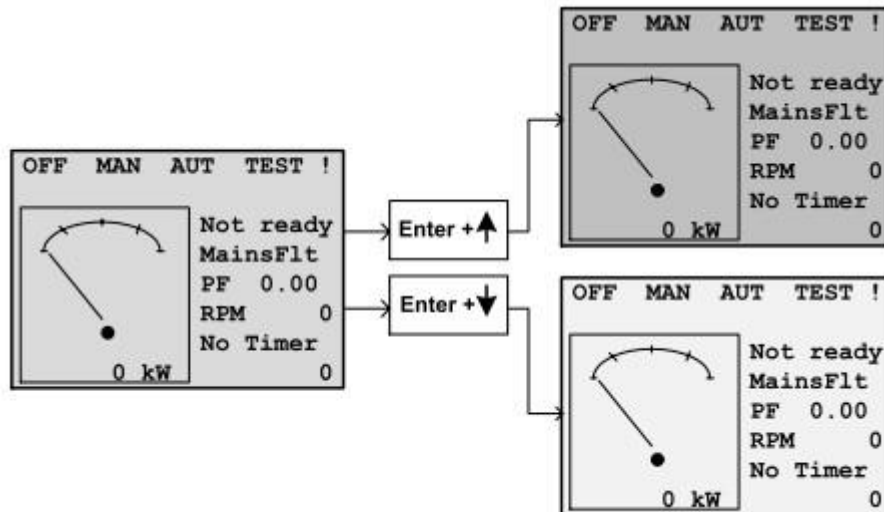 OFF MAN AUT TEST !
Not ready
MainsFlt
PF 0.00
RPM 0
No Timer
0 kW 0
Enter +
Enter +
OFF MAN AUT TEST !
Not ready
MainsFlt
PF 0.00
RPM 0
No Timer
0 kW 0
OFF MAN AUT TEST !
Not ready
MainsFlt
PF 0.00
RPM 0
No Timer
0 kW 0